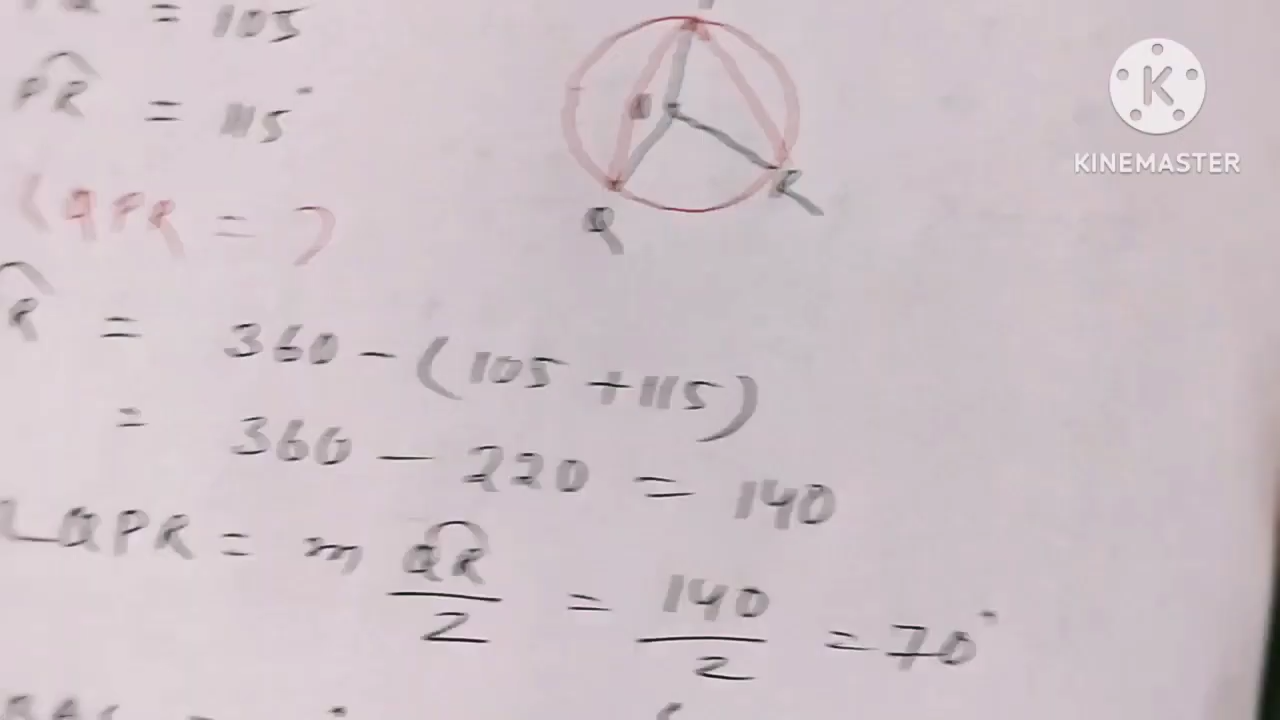 = 105
PR = 115°
∠QPR = ?
R = 360 - (105 + 115)
= 360 - 220 = 140
∠QPR = m QR/2 = 140/2 = 70°
Q
R
K
KINEMASTER